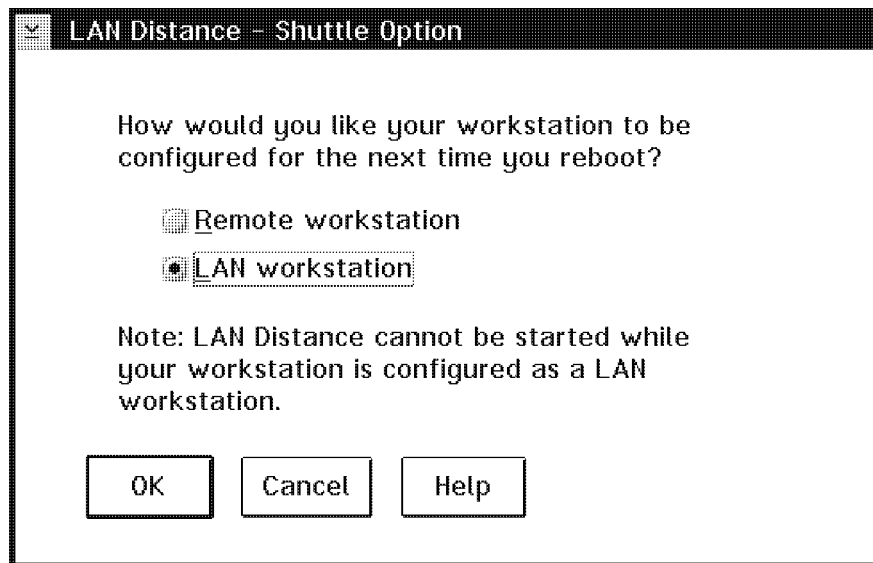 LAN Distance - Shuttle Option
How would you like your workstation to be
configured for the next time you reboot?
Remote workstation
LAN workstation
Note: LAN Distance cannot be started while
your workstation is configured as a LAN
workstation.
OK
Cancel
Help